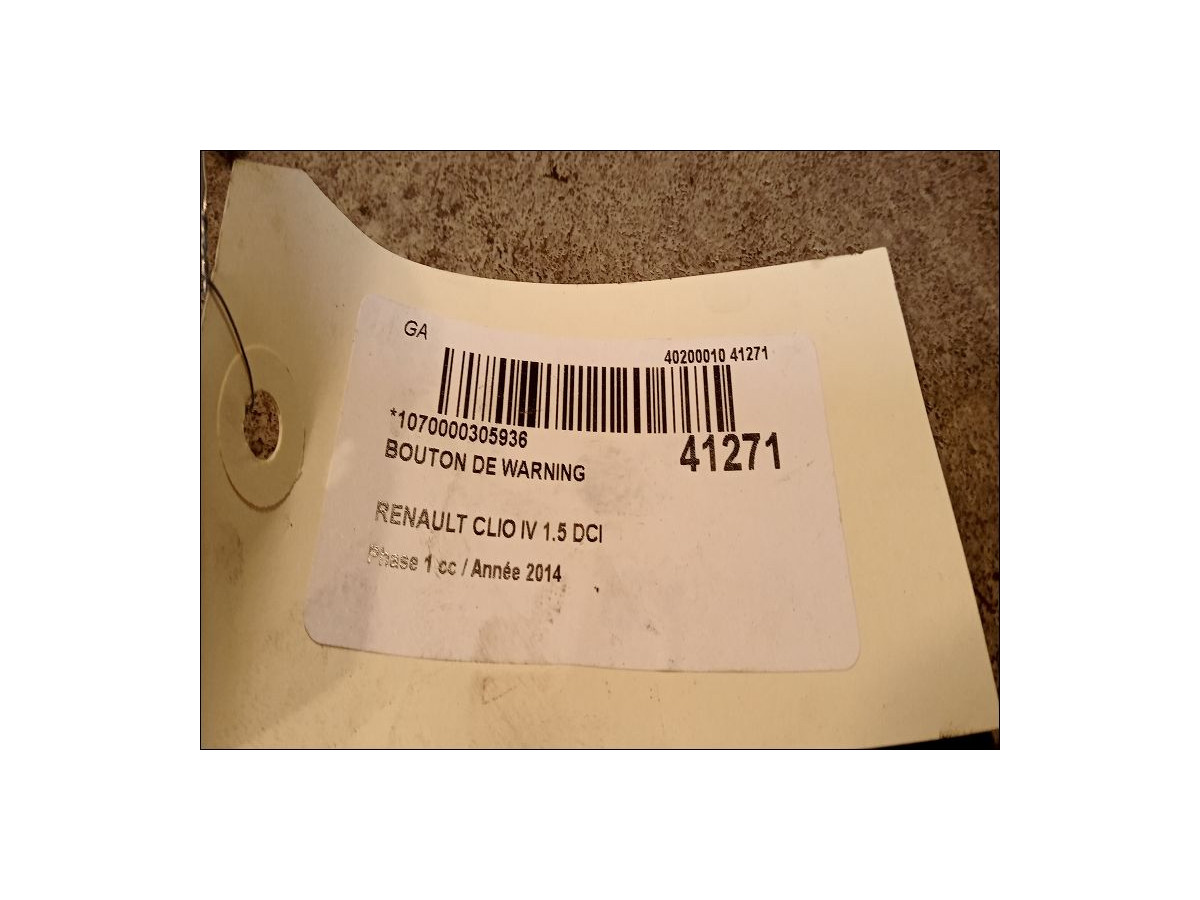 GA
40200010 41271
*1070000305936
41271
BOUTON DE WARNING
RENAULT CLIO IV 1.5 DCI
Phase 1 cc / Année 2014